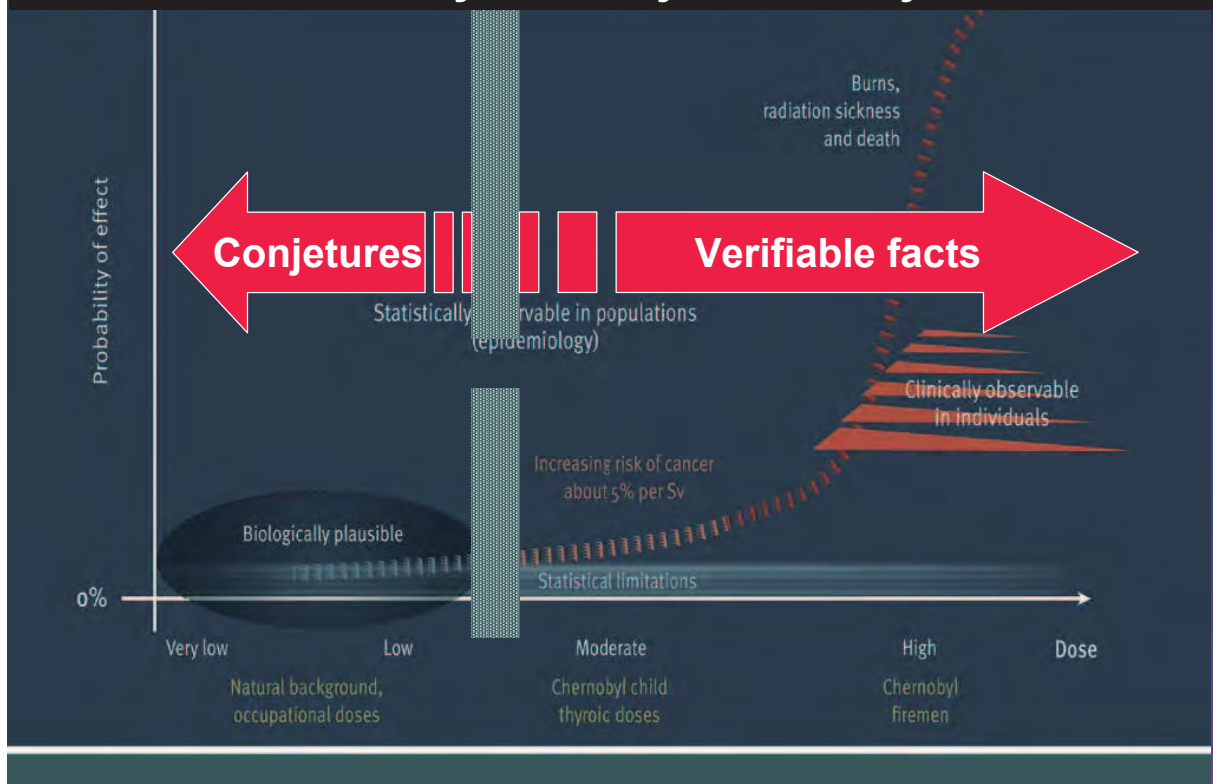 Burns,
radiation sickness
and death
Probability of effect
Conjetures
Verifiable facts
Statistically rvable in populations
(epidemiology)
Clinically observable
in individuals
Increasing risk of cancer
about 5% per Sv
Biologically plausible
Statistical limitations
0%
Very low
Low
Moderate
High
Dose
Natural background,
occupational doses
Chernobyl child
thyroic doses
Chernobyl
firemen